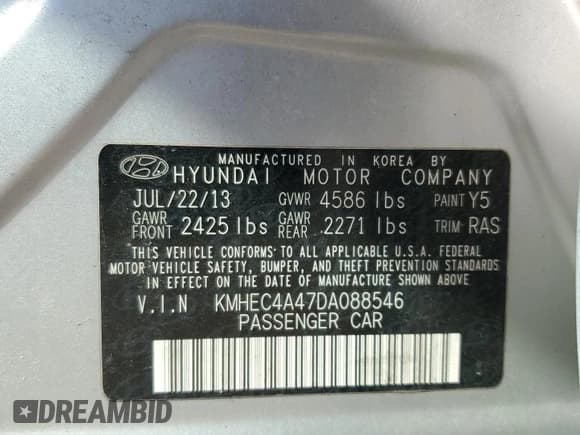 MANUFACTURED IN KOREA BY
HYUNDAI MOTOR COMPANY
JUL/22/13 GVWR 4586 lbs PAINT Y5
GAWR FRONT 2425 lbs GAWR REAR 2271 lbs TRIM RAS
THIS VEHICLE CONFORMS TO ALL APPLICABLE U.S.A. FEDERAL
MOTOR VEHICLE SAFETY, BUMPER, AND THEFT PREVENTION STANDARDS
IN EFFECT ON THE DATE OF MANUFACTURE SHOWN ABOVE
V.I.N KMHEC4A47DA088546
PASSENGER CAR
DREAMBID